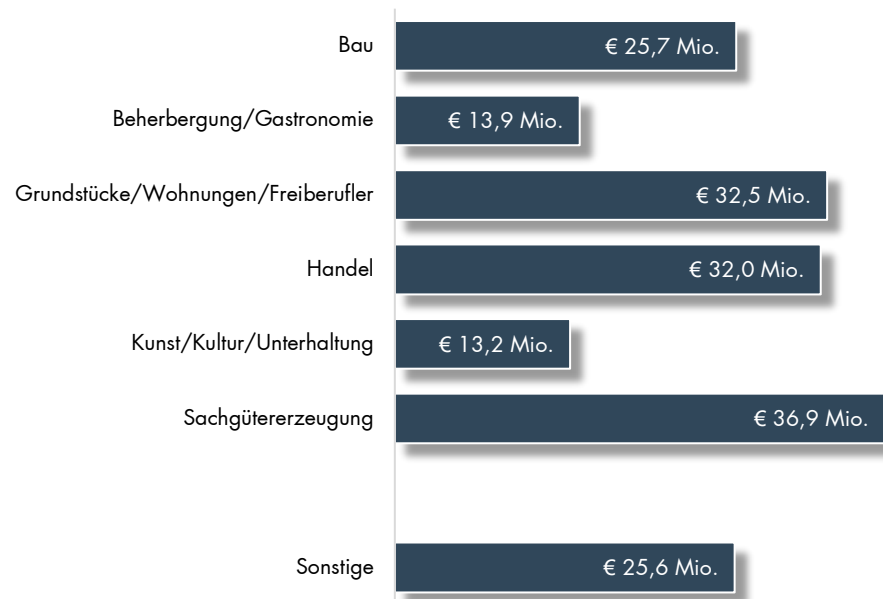 Bau € 25,7 Mio.
Beherbergung/Gastronomie € 13,9 Mio.
Grundstücke/Wohnungen/Freiberufler € 32,5 Mio.
Handel € 32,0 Mio.
Kunst/Kultur/Unterhaltung € 13,2 Mio.
Sachgütererzeugung € 36,9 Mio.
Sonstige € 25,6 Mio.